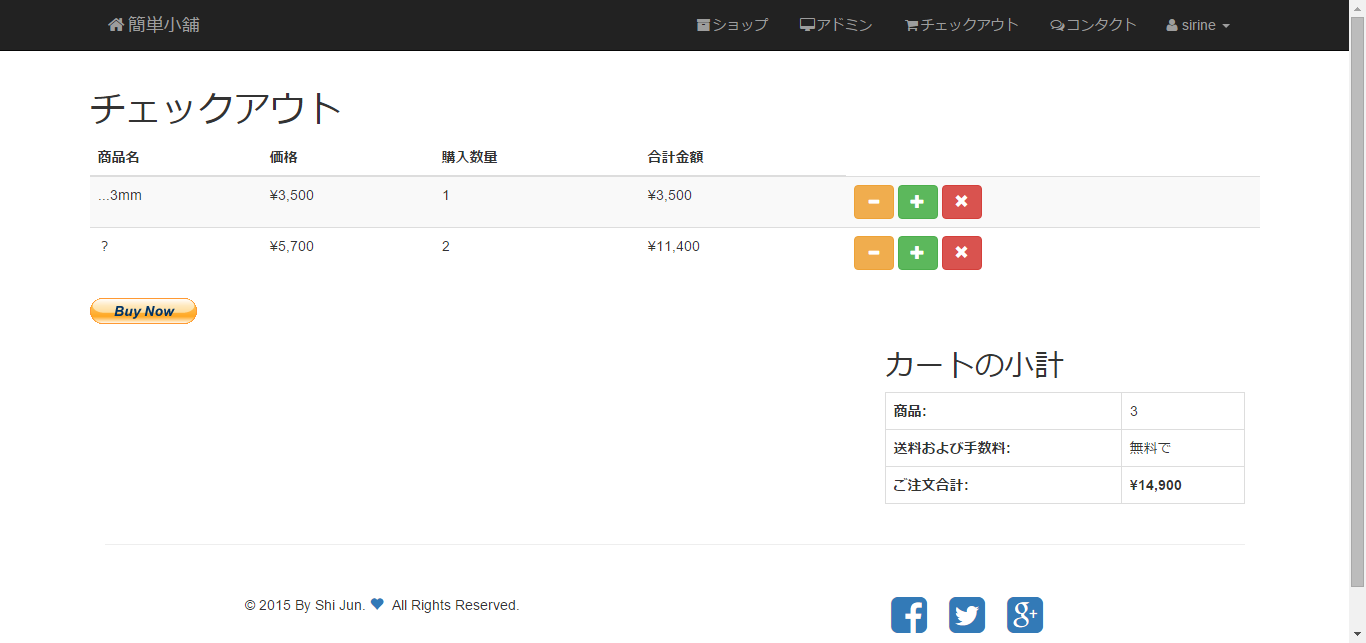 簡単小舗 ショップ アドミン チェックアウト コンタクト sirine
チェックアウト
商品名 価格 購入数量 合計金額
...3mm ¥3,500 1 ¥3,500
? ¥5,700 2 ¥11,400
Buy Now
カートの小計
商品: 3
送料および手数料: 無料で
ご注文合計: ¥14,900
© 2015 By Shi Jun. All Rights Reserved.